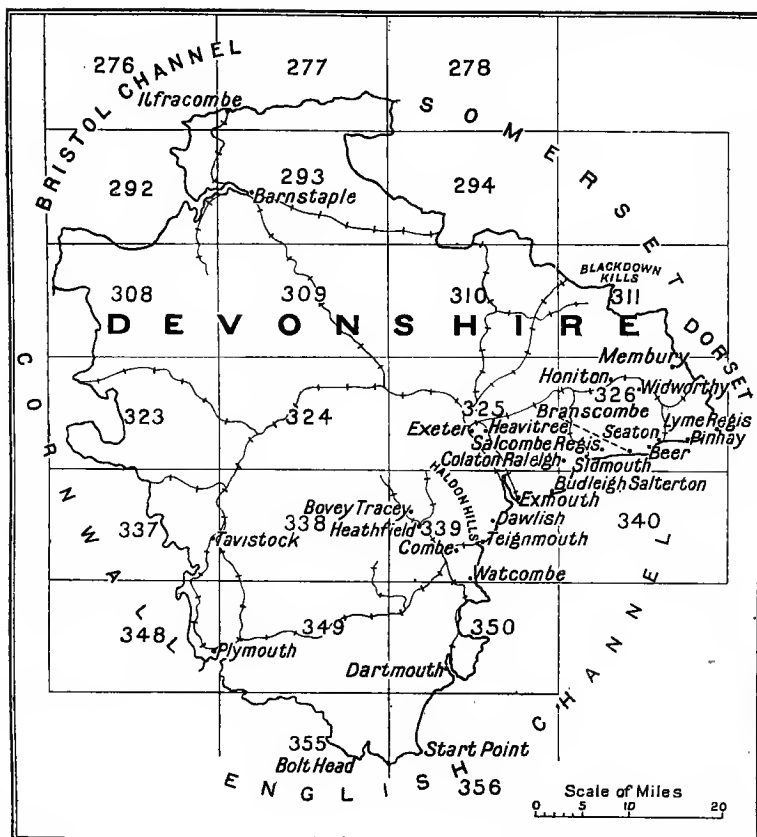 276 277 278
BRISTOL CHANNEL
Ilfracombe
SOMERSET
292 293 294
Barnstaple
BLACKDOWN
KILLS
308 309 310 311
DEVONSHIRE
DORSET
CORNWALL
Membury
Honiton
326 Widworthy
323 324 325
Branscombe
Lyme Regis
Exeter Heavitree Seaton
Pinhay
Salcombe Regis
Beer
Colaton Raleigh Sidmouth
HALDON HILLS
Budleigh Salterton
Exmouth
Bovey Tracey
Dawlish
337 338 339 340
Heathfield
Tavistock
Teignmouth
Combe
Watcombe
348 349 350
Plymouth
Dartmouth
355
Start Point
Bolt Head
ENGLISH CHANNEL
356
Scale of Miles
0 5 10 20